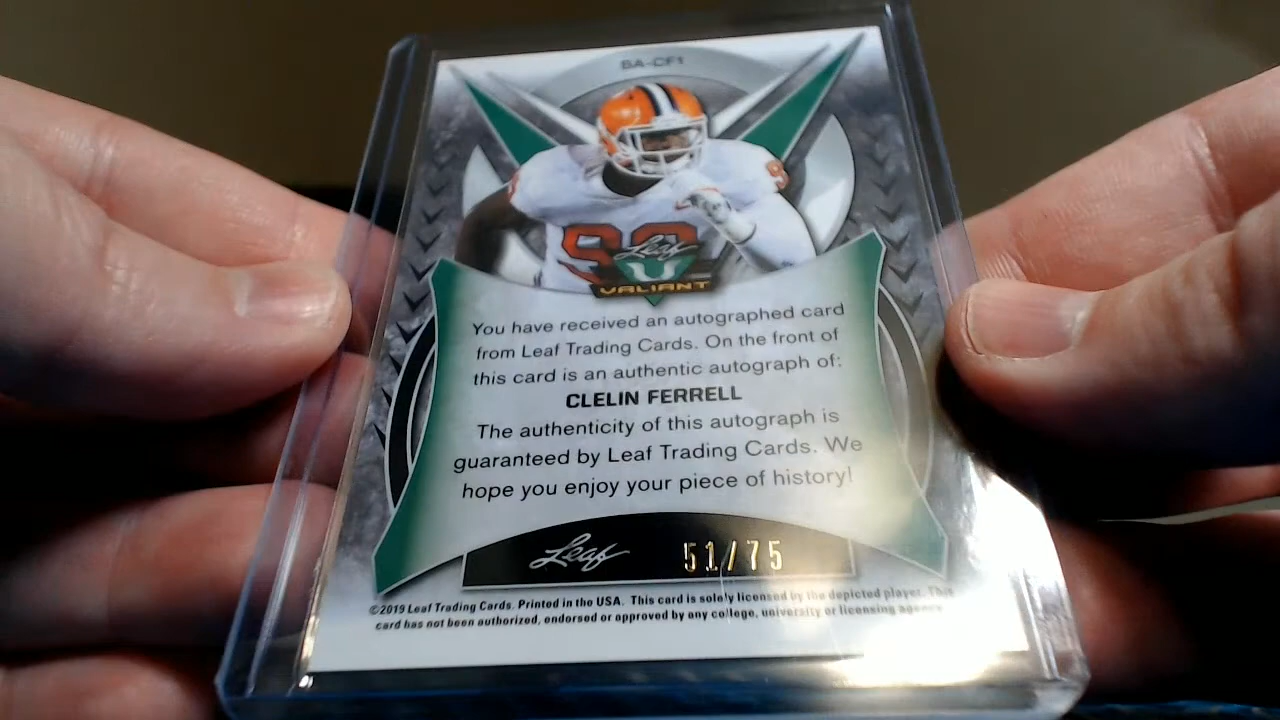 BA-CF1
9
99
Leaf
VALIANT
You have received an autographed card
from Leaf Trading Cards. On the front of
this card is an authentic autograph of:
CLELIN FERRELL
The authenticity of this autograph is
guaranteed by Leaf Trading Cards. We
hope you enjoy your piece of history!
Leaf 51/75
©2019 Leaf Trading Cards. Printed in the USA. This card is solely licensed by the depicted player. This
card has not been authorized, endorsed or approved by any college, university or licensing agency.